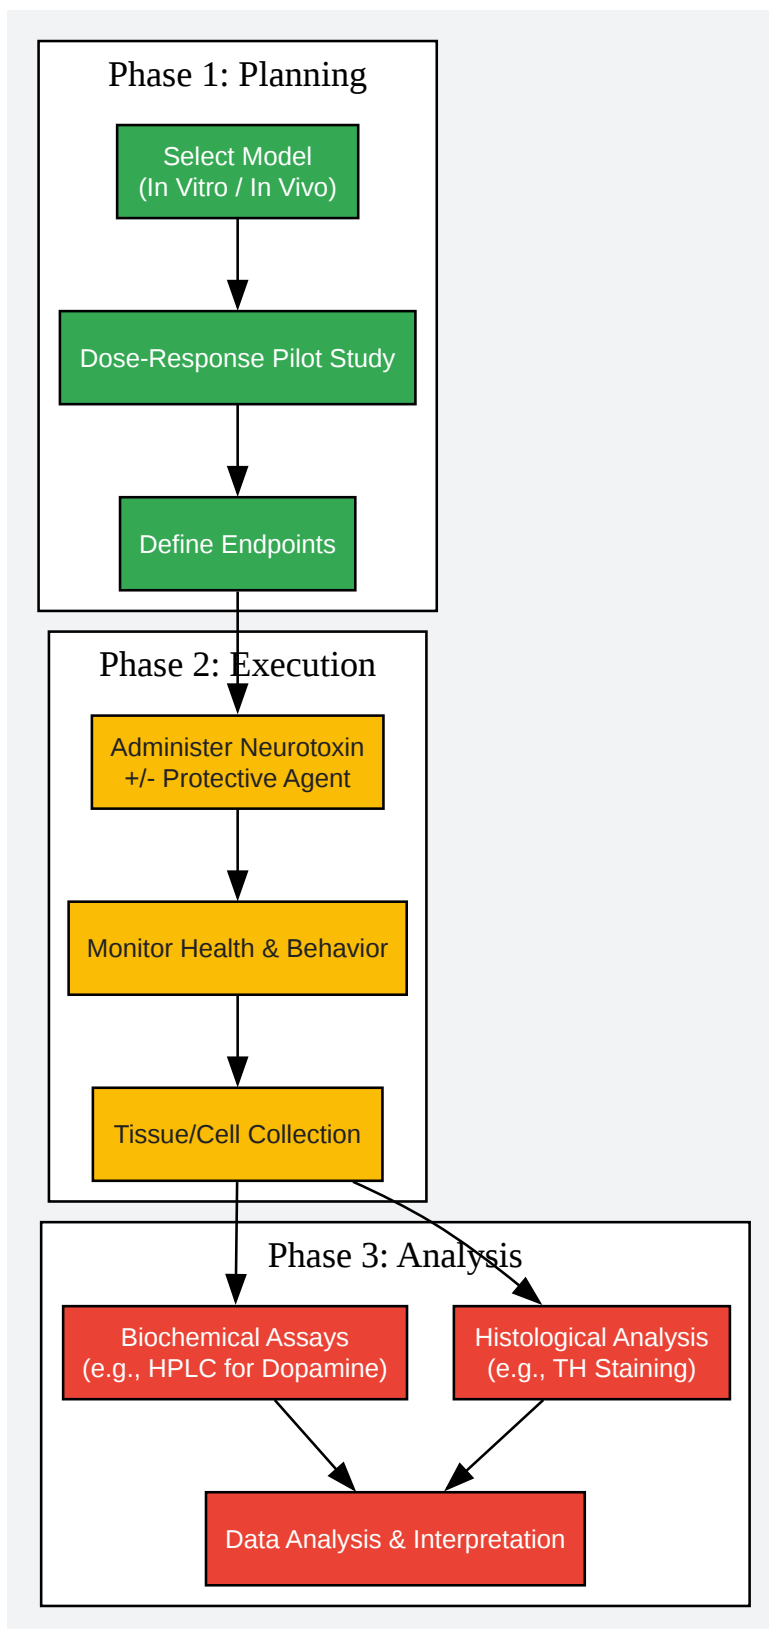 Phase 1: Planning
Select Model
(In Vitro / In Vivo)
Dose-Response Pilot Study
Define Endpoints
Phase 2: Execution
Administer Neurotoxin
+/- Protective Agent
Monitor Health & Behavior
Tissue/Cell Collection
Phase 3: Analysis
Biochemical Assays
(e.g., HPLC for Dopamine)
Histological Analysis
(e.g., TH Staining)
Data Analysis & Interpretation